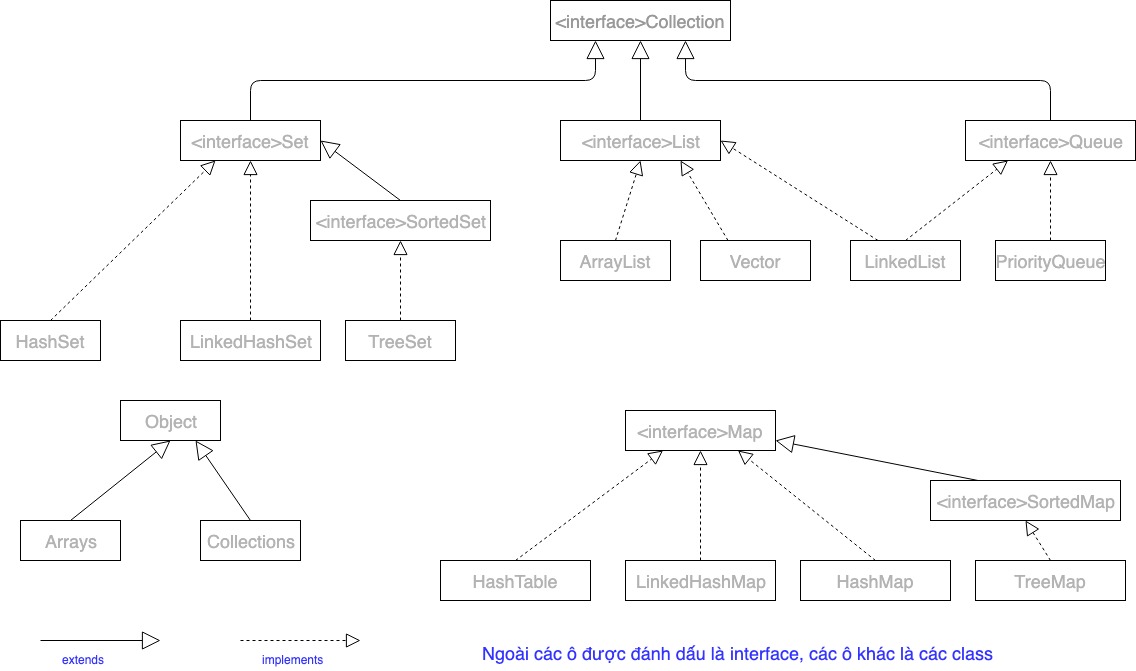 <interface>Collection
<interface>Set
<interface>List
<interface>Queue
<interface>SortedSet
ArrayList
Vector
LinkedList
PriorityQueue
HashSet
LinkedHashSet
TreeSet
Object
<interface>Map
<interface>SortedMap
Arrays
Collections
HashTable
LinkedHashMap
HashMap
TreeMap
extends
implements
Ngoài các ô được đánh dấu là interface, các ô khác là các class